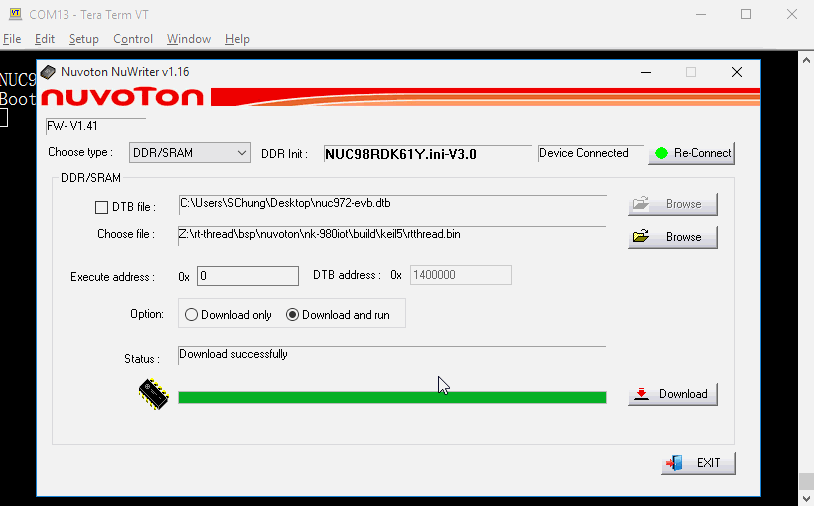 COM13 - Tera Term VT
File Edit Setup Control Window Help
NUC9
Boot
Nuvoton NuWriter v1.16
nuvoTon
FW- V1.41
Choose type : DDR/SRAM DDR Init : NUC98RDK61Y.ini-V3.0 Device Connected Re-Connect
DDR/SRAM
DTB file : C:\Users\SChung\Desktop\nuc972-evb.dtb Browse
Choose file : Z:\rt-thread\bsp\nuvoton\nk-980iot\build\keil5\rtthread.bin Browse
Execute address : 0x 0 DTB address : 0x 1400000
Option: Download only Download and run
Status : Download successfully
Download
EXIT